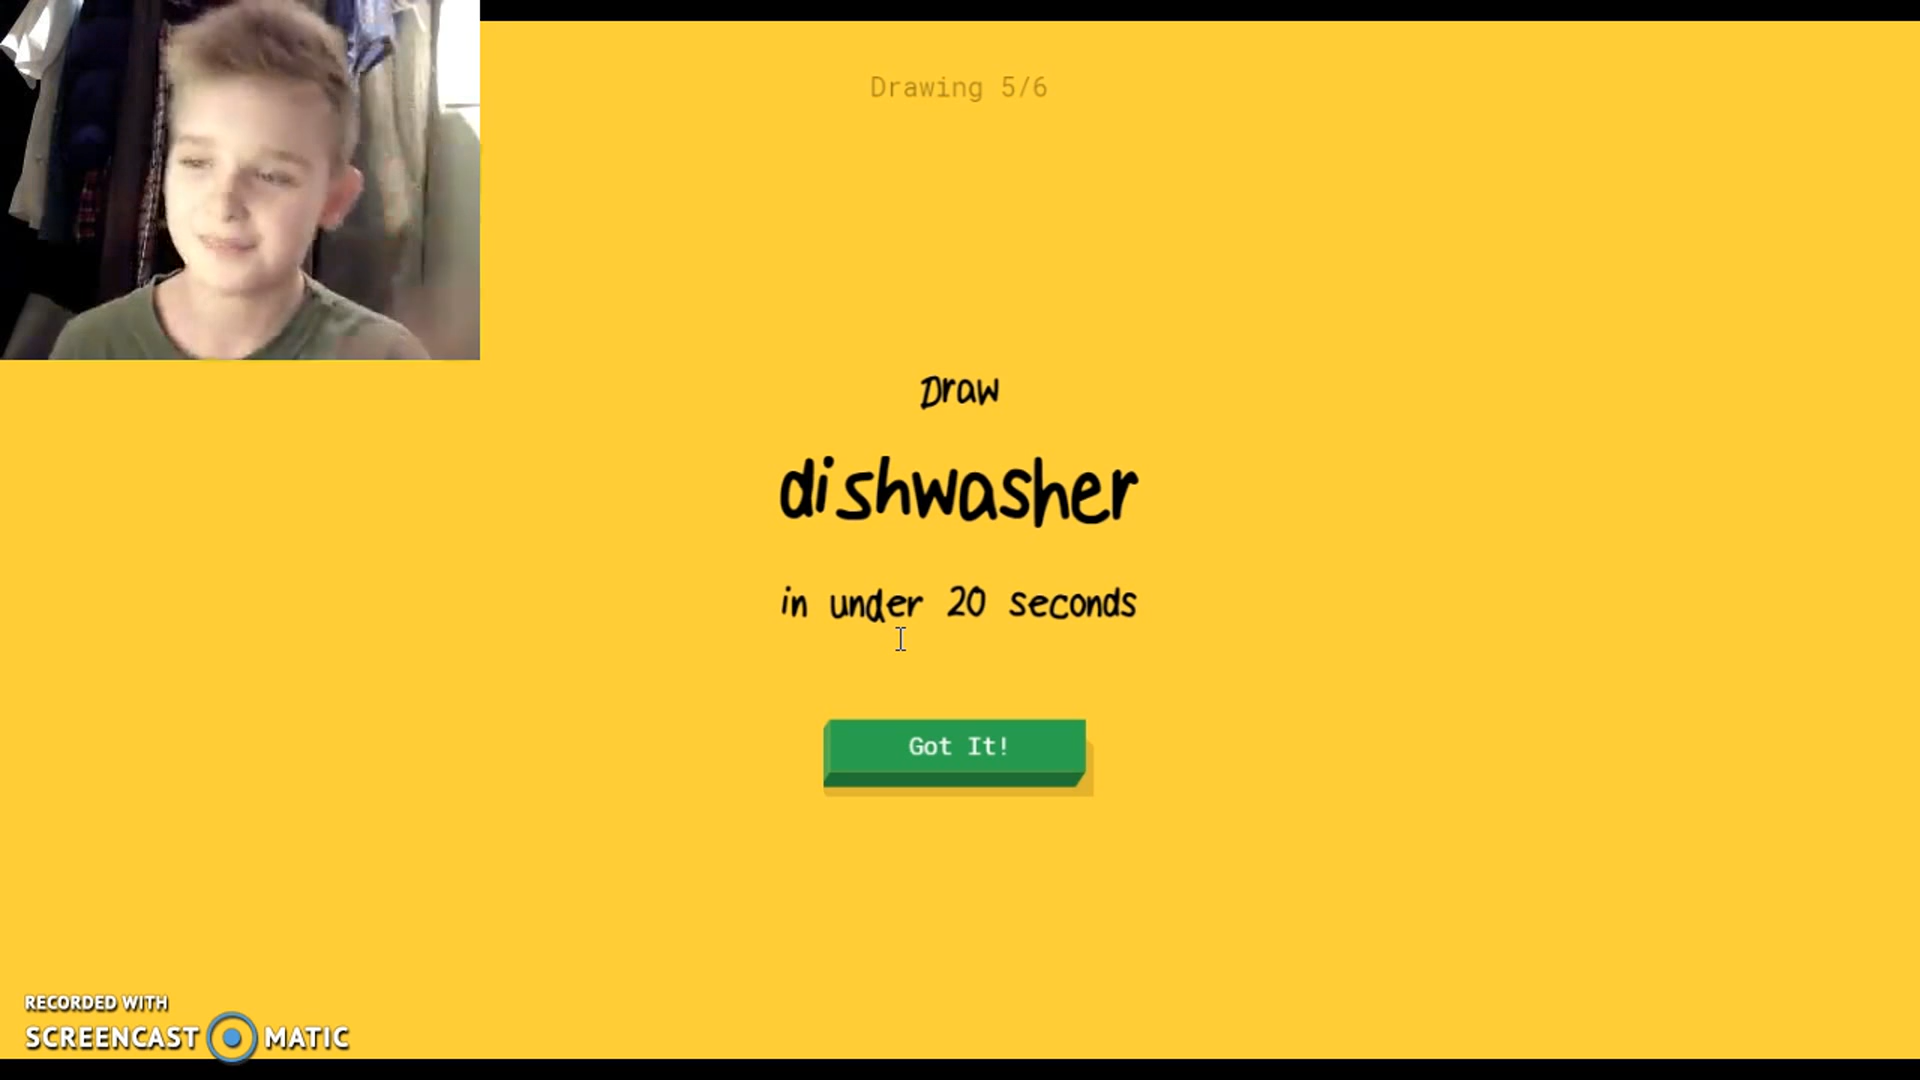 Drawing 5/6
Draw
dishwasher
in under 20 seconds
Got It!
RECORDED WITH
SCREENCAST MATIC